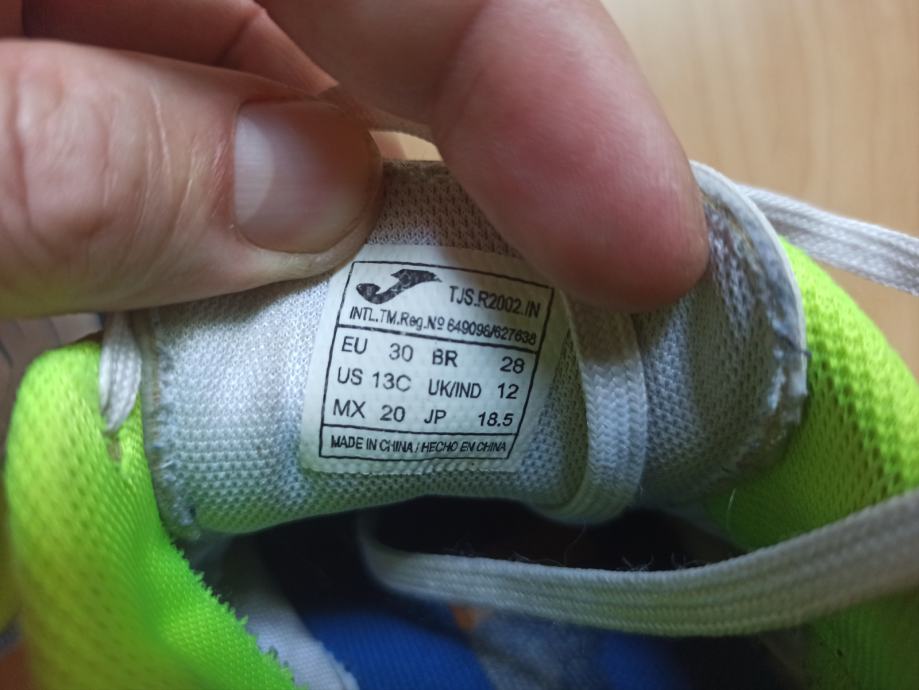 TJS.R2002.IN
INTL.TM.Reg.Nº 649096/627638
EU 30 BR 28
US 13C UK/IND 12
MX 20 JP 18.5
MADE IN CHINA / HECHO EN CHINA